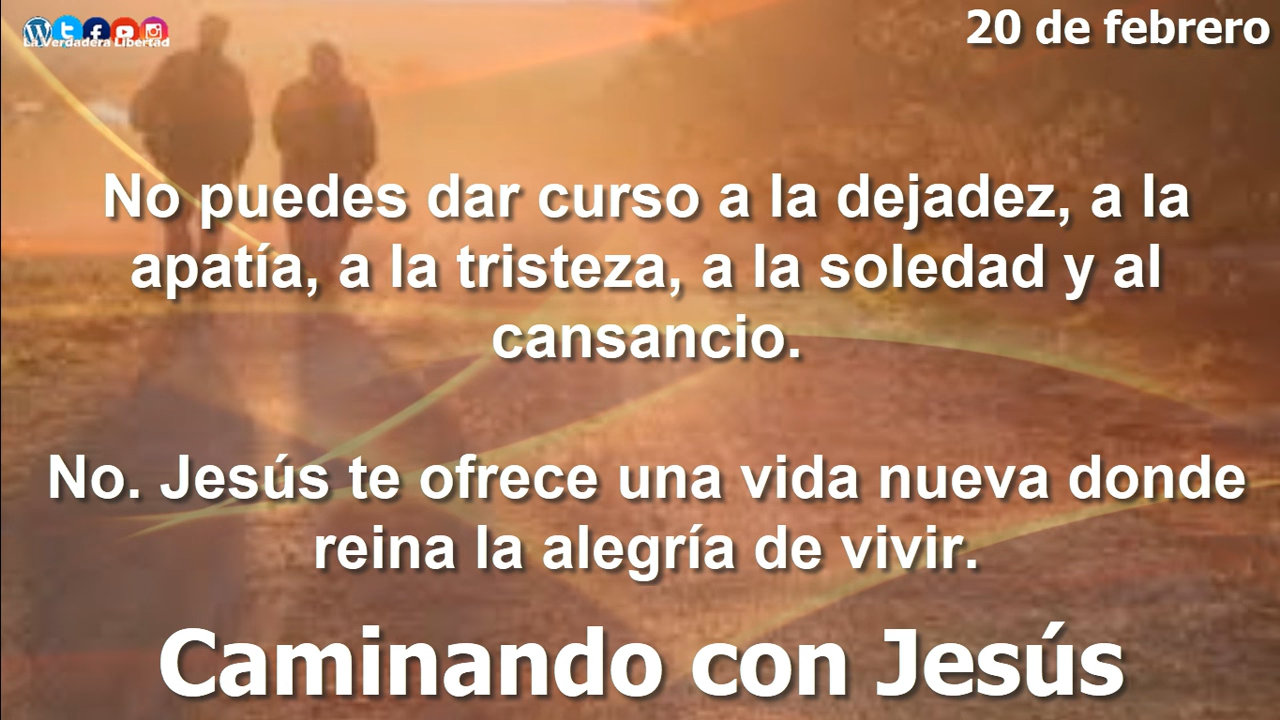 La Verdadera Libertad
20 de febrero
No puedes dar curso a la dejadez, a la
apatía, a la tristeza, a la soledad y al
cansancio.
No. Jesús te ofrece una vida nueva donde
reina la alegría de vivir.
Caminando con Jesús